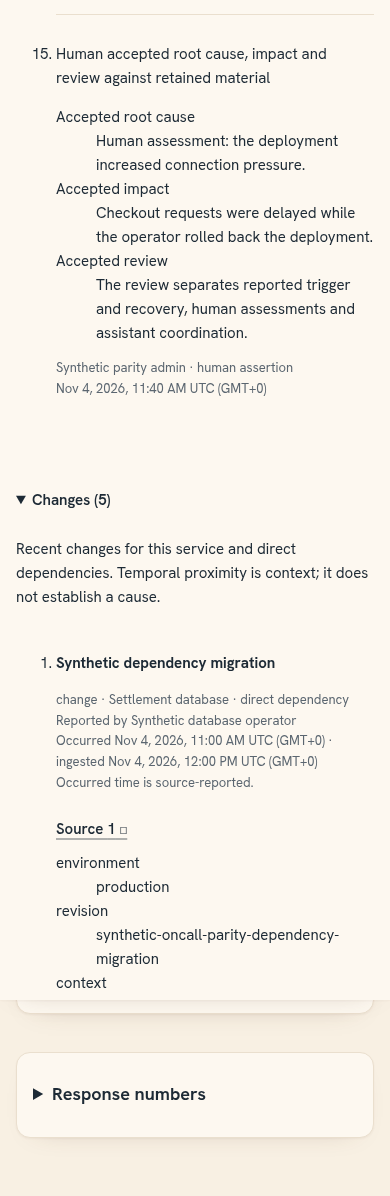 15. Human accepted root cause, impact and
review against retained material
Accepted root cause
Human assessment: the deployment
increased connection pressure.
Accepted impact
Checkout requests were delayed while
the operator rolled back the deployment.
Accepted review
The review separates reported trigger
and recovery, human assessments and
assistant coordination.
Synthetic parity admin · human assertion
Nov 4, 2026, 11:40 AM UTC (GMT+0)
▼ Changes (5)
Recent changes for this service and direct
dependencies. Temporal proximity is context; it does
not establish a cause.
1. Synthetic dependency migration
change · Settlement database · direct dependency
Reported by Synthetic database operator
Occurred Nov 4, 2026, 11:00 AM UTC (GMT+0) ·
ingested Nov 4, 2026, 12:00 PM UTC (GMT+0)
Occurred time is source-reported.
Source 1
environment
production
revision
synthetic-oncall-parity-dependency-
migration
context
▶ Response numbers